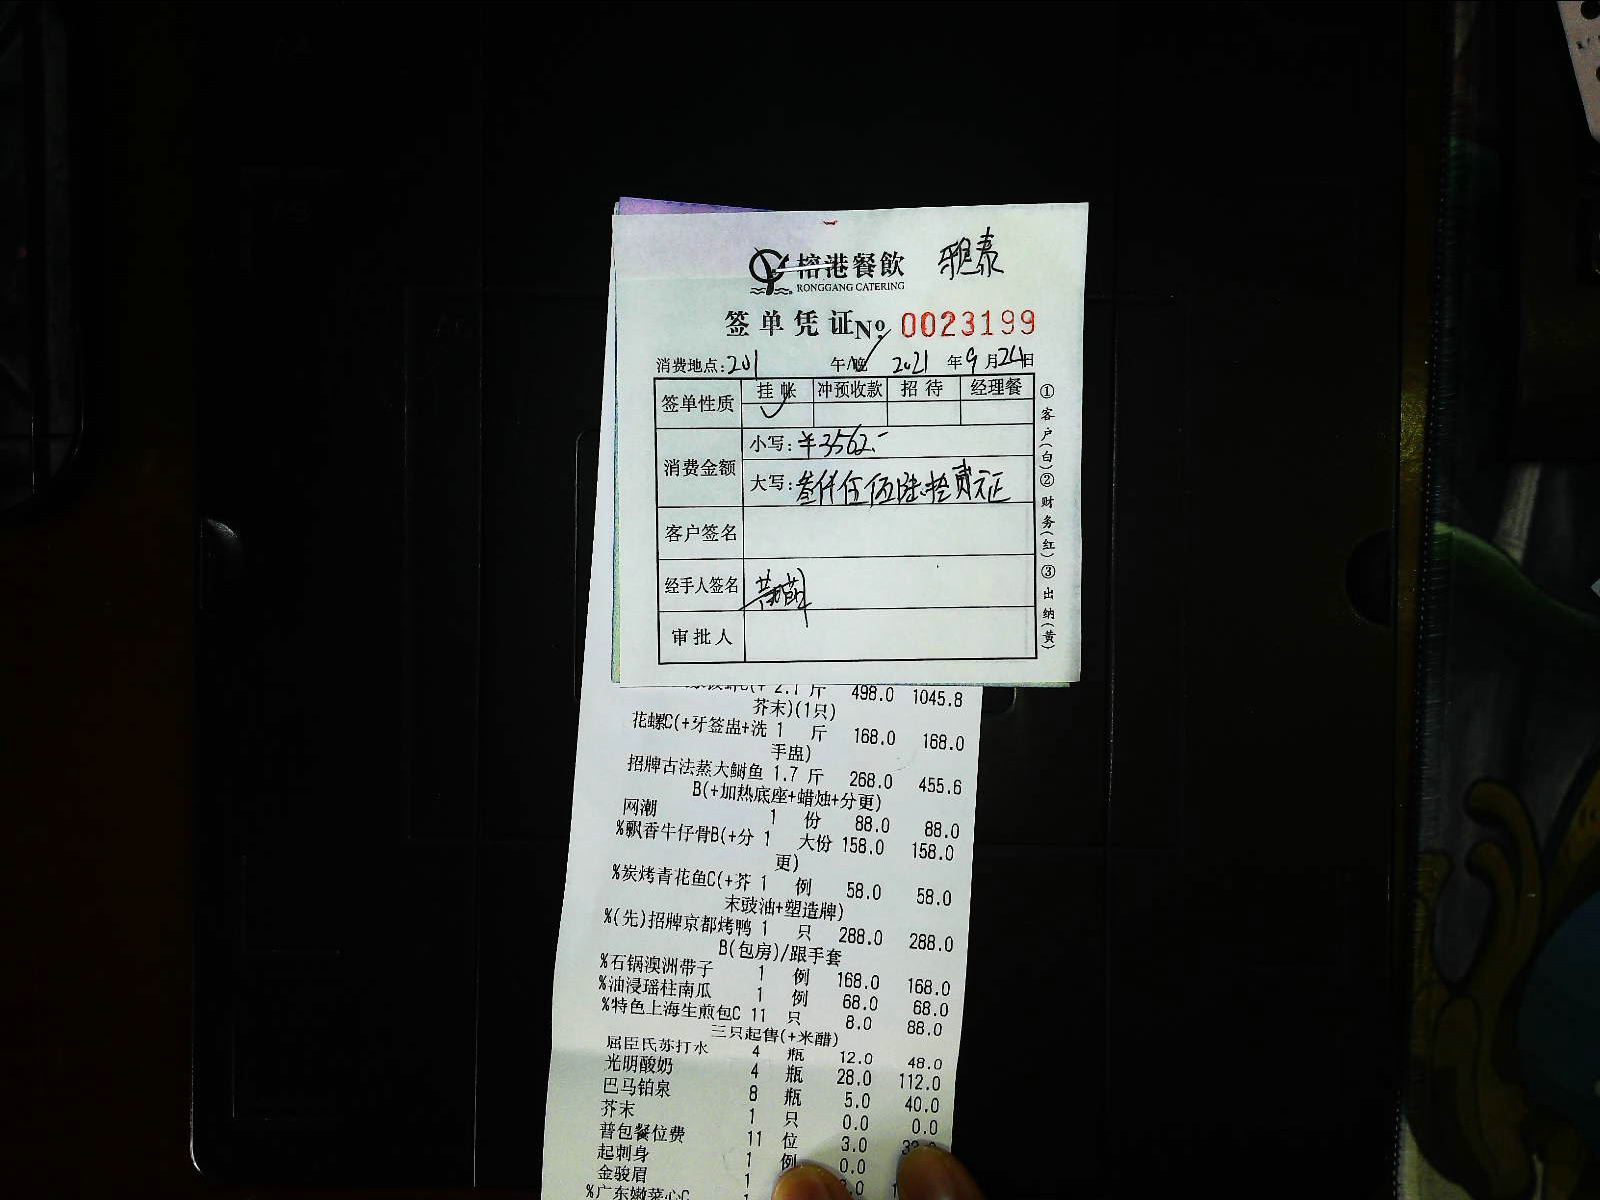 榕港餐飲 雅泰
RONGGANG CATERING
签单凭证 No 0023199
消费地点:201 午/晚 2021年9月24日
签单性质 挂帐 冲预收款 招待 经理餐
消费金额 小写:¥3562.-
大写:叁仟伍佰陆拾贰元正
客户签名
经手人签名
审批人
①客户(白)②财务(红)③出纳(黄)
2.1 斤 498.0 1045.8
芥末)(1只)
花螺C(+牙签盅+洗 1 斤 168.0 168.0
手盅)
招牌古法蒸大鲥鱼 1.7 斤 268.0 455.6
B(+加热底座+蜡烛+分更)
网潮 1 份 88.0 88.0
%飘香牛仔骨B(+分 1 大份 158.0 158.0
更)
%炭烤青花鱼C(+芥 1 例 58.0 58.0
末豉油+塑造牌)
%(先)招牌京都烤鸭 1 只 288.0 288.0
B(包房)/跟手套
%石锅澳洲带子 1 例 168.0 168.0
%油浸瑶柱南瓜 1 例 68.0 68.0
%特色上海生煎包C 11 只 8.0 88.0
三只起售(+米醋)
屈臣氏苏打水 4 瓶 12.0 48.0
光明酸奶 4 瓶 28.0 112.0
巴马铂泉 8 瓶 5.0 40.0
芥末 1 只 0.0 0.0
普包餐位费 11 位 3.0
起刺身 1 例 0.0
金骏眉 1
%广东嫩菜心C